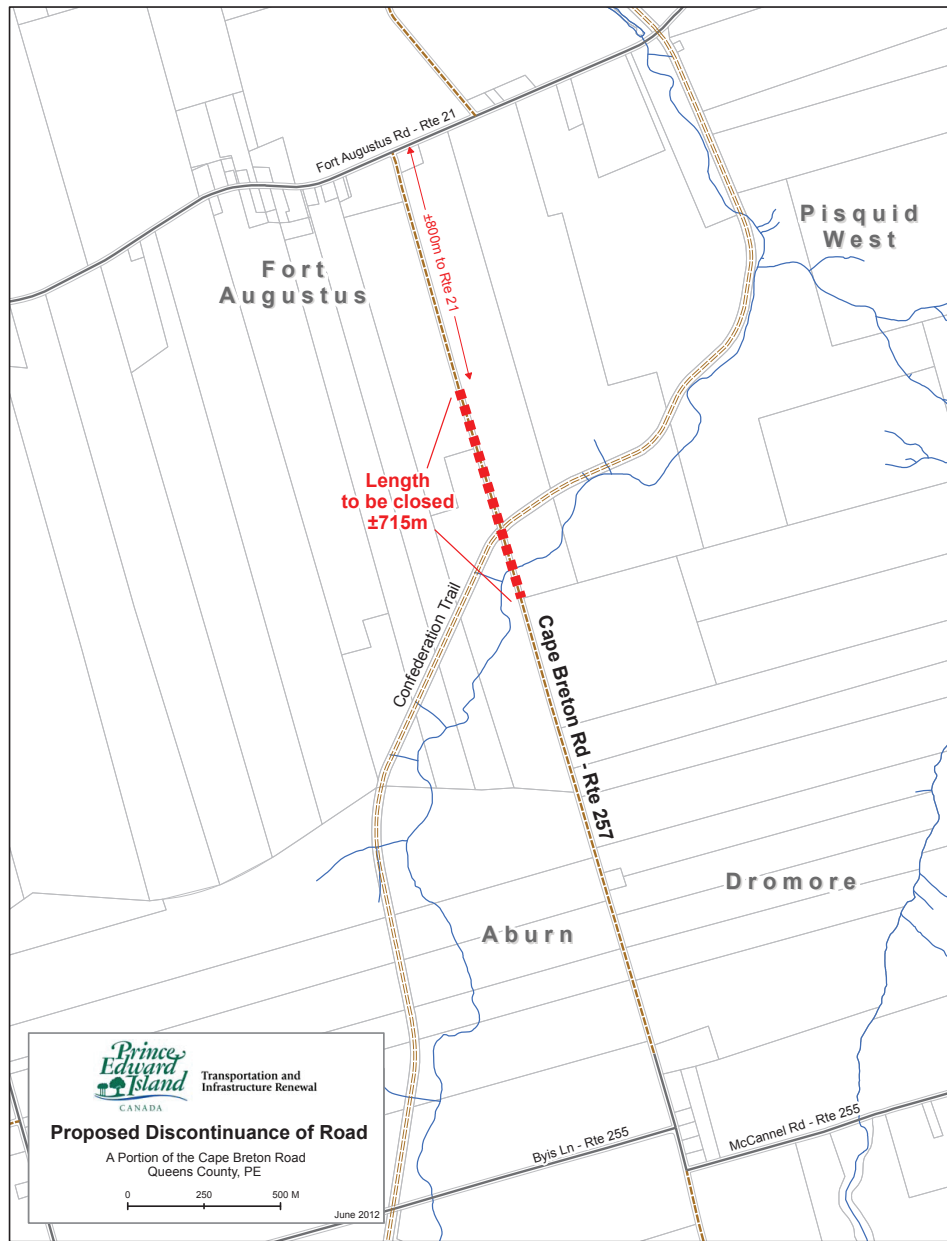 Fort Augustus Rd - Rte 21
Pisquid
West
Fort
Augustus
±800m to Rte 21
Length
to be closed
±715m
Confederation Trail
Cape Breton Rd - Rte 257
Dromore
Aburn
Prince
Edward
Island
CANADA
Transportation and
Infrastructure Renewal
Proposed Discontinuance of Road
A Portion of the Cape Breton Road
Queens County, PE
0 250 500 M
June 2012
Byis Ln - Rte 255
McCannel Rd - Rte 255